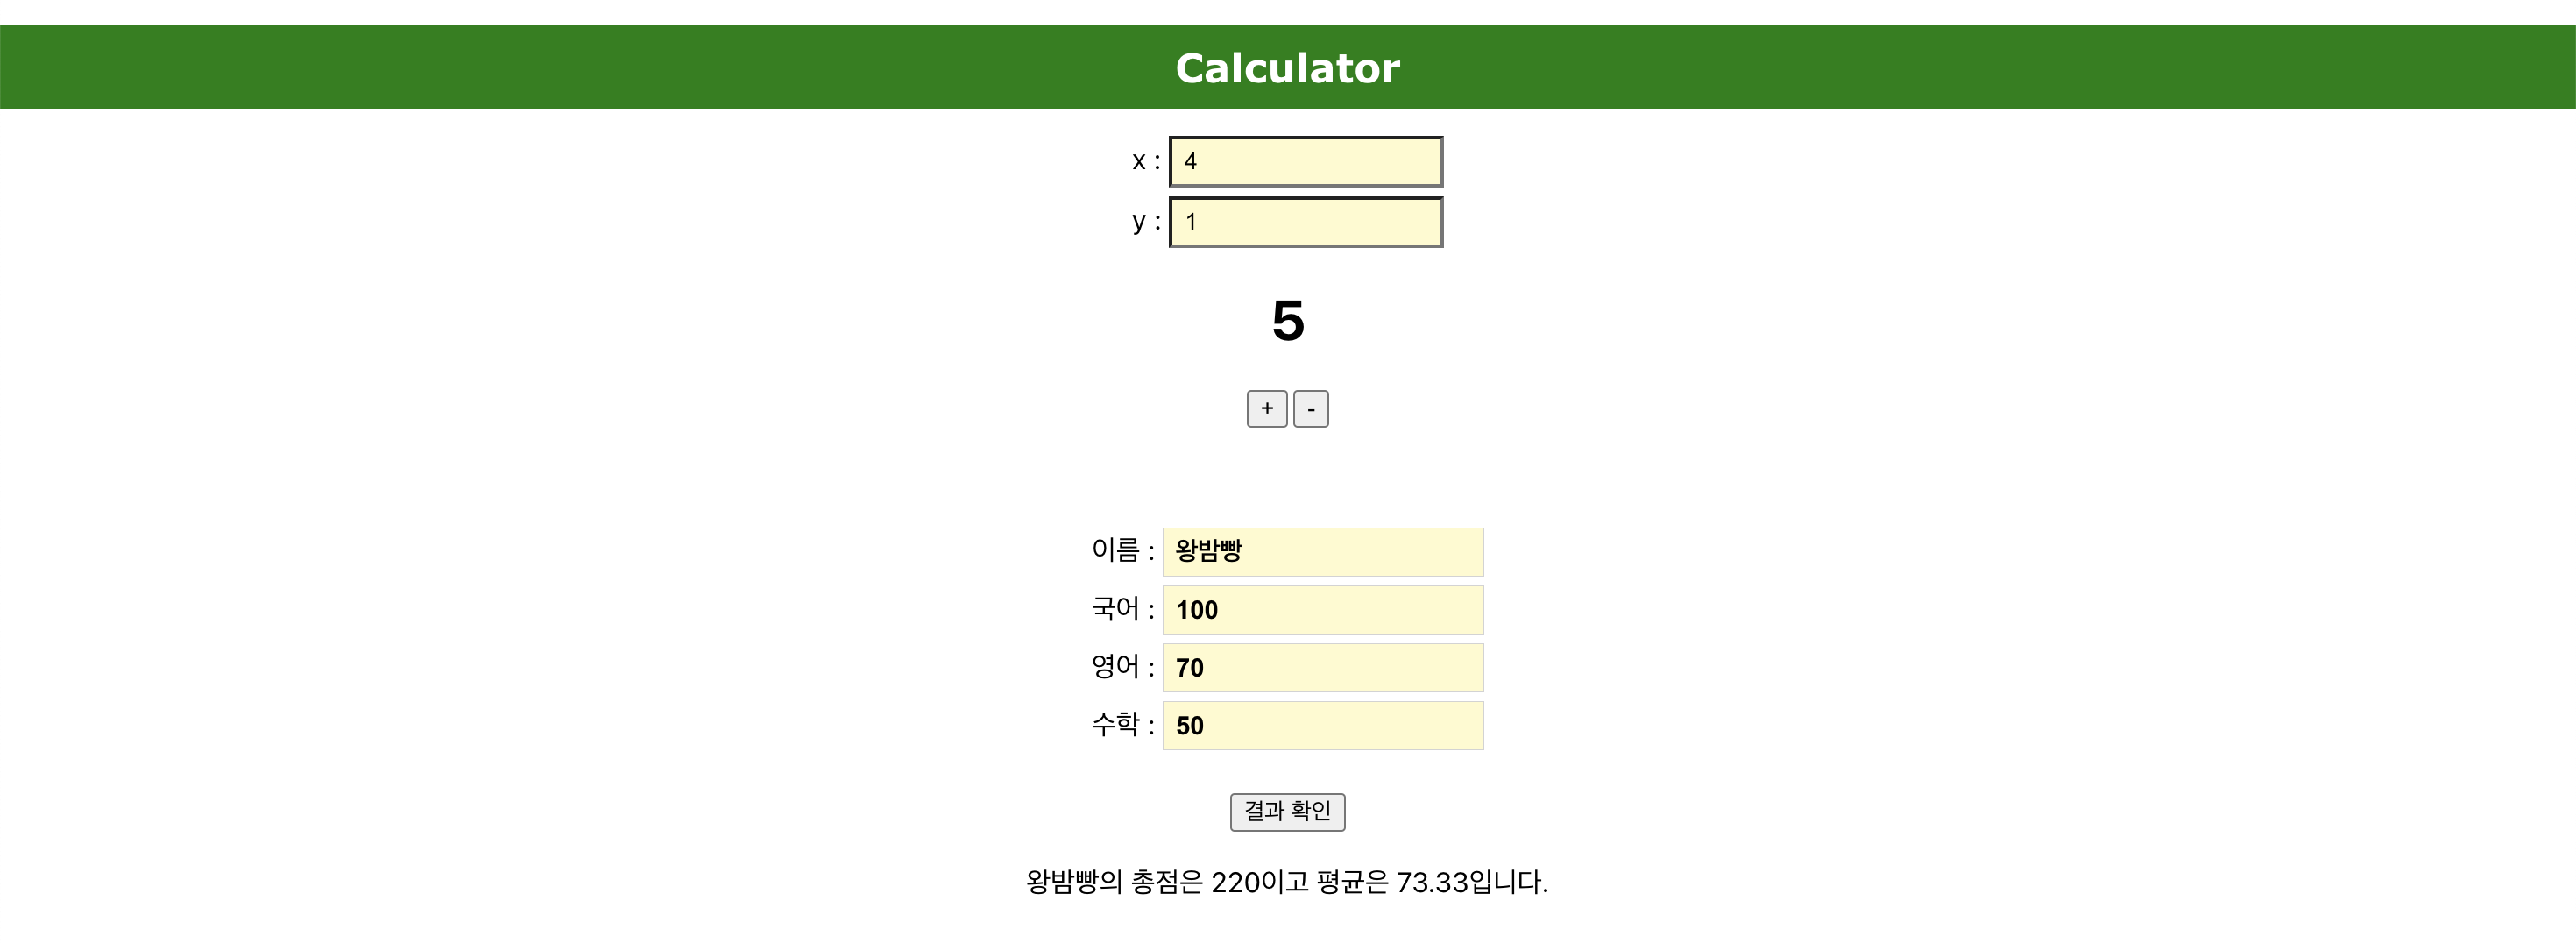 Calculator
x : 4
y : 1
5
+ -
이름 : 왕밤빵
국어 : 100
영어 : 70
수학 : 50
결과 확인
왕밤빵의 총점은 220이고 평균은 73.33입니다.